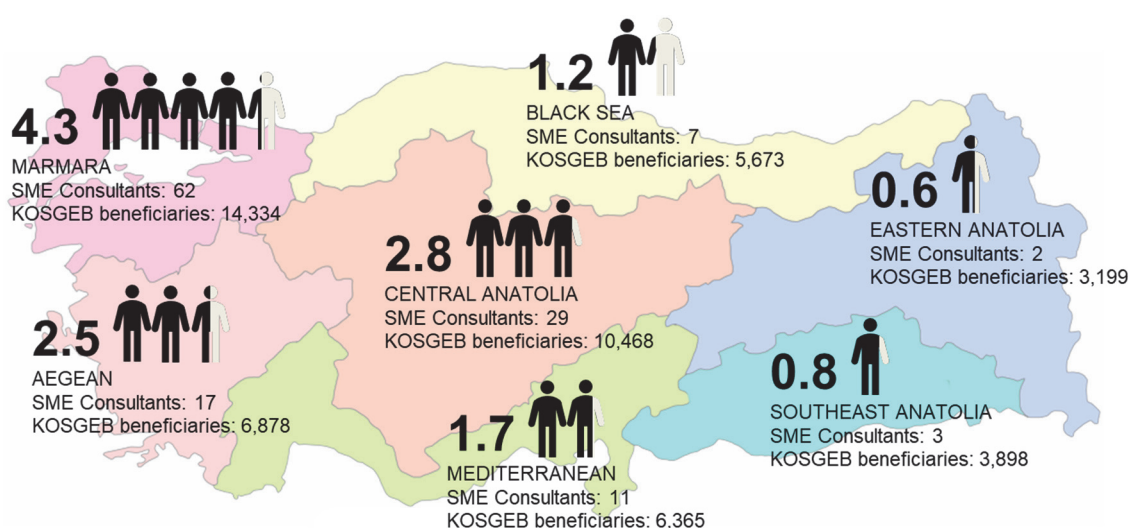 4.3
MARMARA
SME Consultants: 62
KOSGEB beneficiaries: 14,334
1.2
BLACK SEA
SME Consultants: 7
KOSGEB beneficiaries: 5,673
0.6
EASTERN ANATOLIA
SME Consultants: 2
KOSGEB beneficiaries: 3,199
2.8
CENTRAL ANATOLIA
SME Consultants: 29
KOSGEB beneficiaries: 10,468
2.5
AEGEAN
SME Consultants: 17
KOSGEB beneficiaries: 6,878
1.7
MEDITERRANEAN
SME Consultants: 11
KOSGEB beneficiaries: 6,365
0.8
SOUTHEAST ANATOLIA
SME Consultants: 3
KOSGEB beneficiaries: 3,898